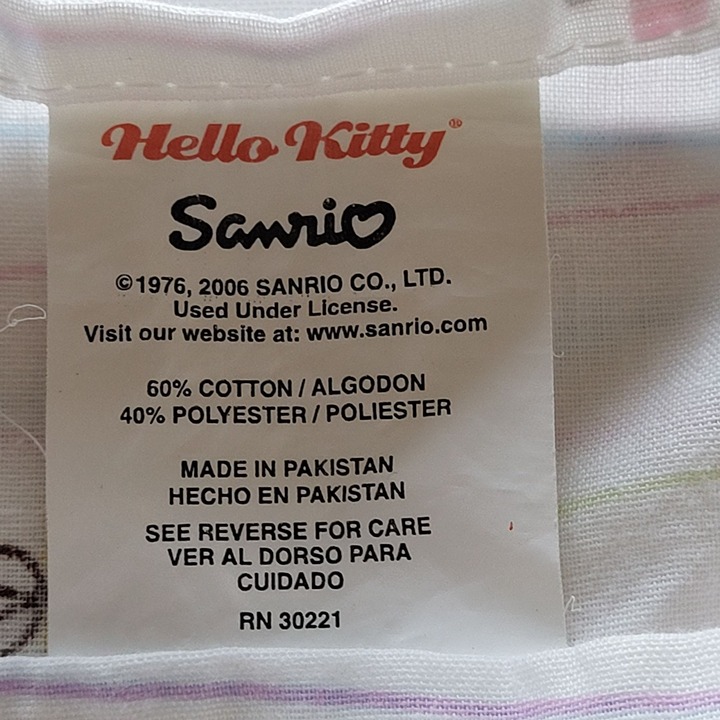 Hello Kitty®
Sanrio
©1976, 2006 SANRIO CO., LTD.
Used Under License.
Visit our website at: www.sanrio.com
60% COTTON / ALGODON
40% POLYESTER / POLIESTER
MADE IN PAKISTAN
HECHO EN PAKISTAN
SEE REVERSE FOR CARE
VER AL DORSO PARA
CUIDADO
RN 30221